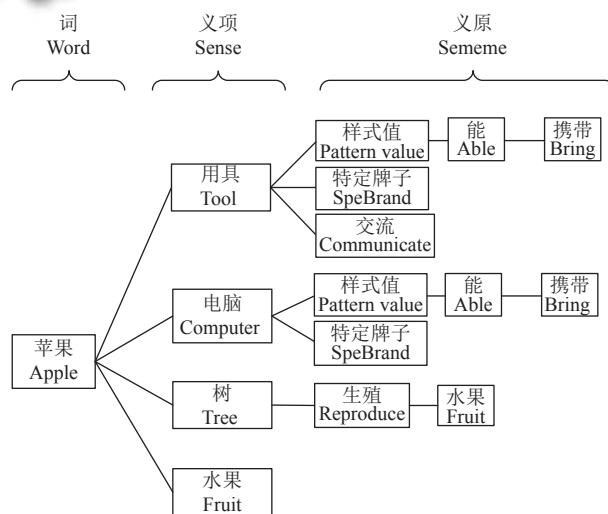 词
Word
义项
Sense
义原
Sememe
样式值
Pattern value
能
Able
携带
Bring
用具
Tool
特定牌子
SpeBrand
交流
Communicate
样式值
Pattern value
能
Able
携带
Bring
电脑
Computer
特定牌子
SpeBrand
苹果
Apple
树
Tree
生殖
Reproduce
水果
Fruit
水果
Fruit